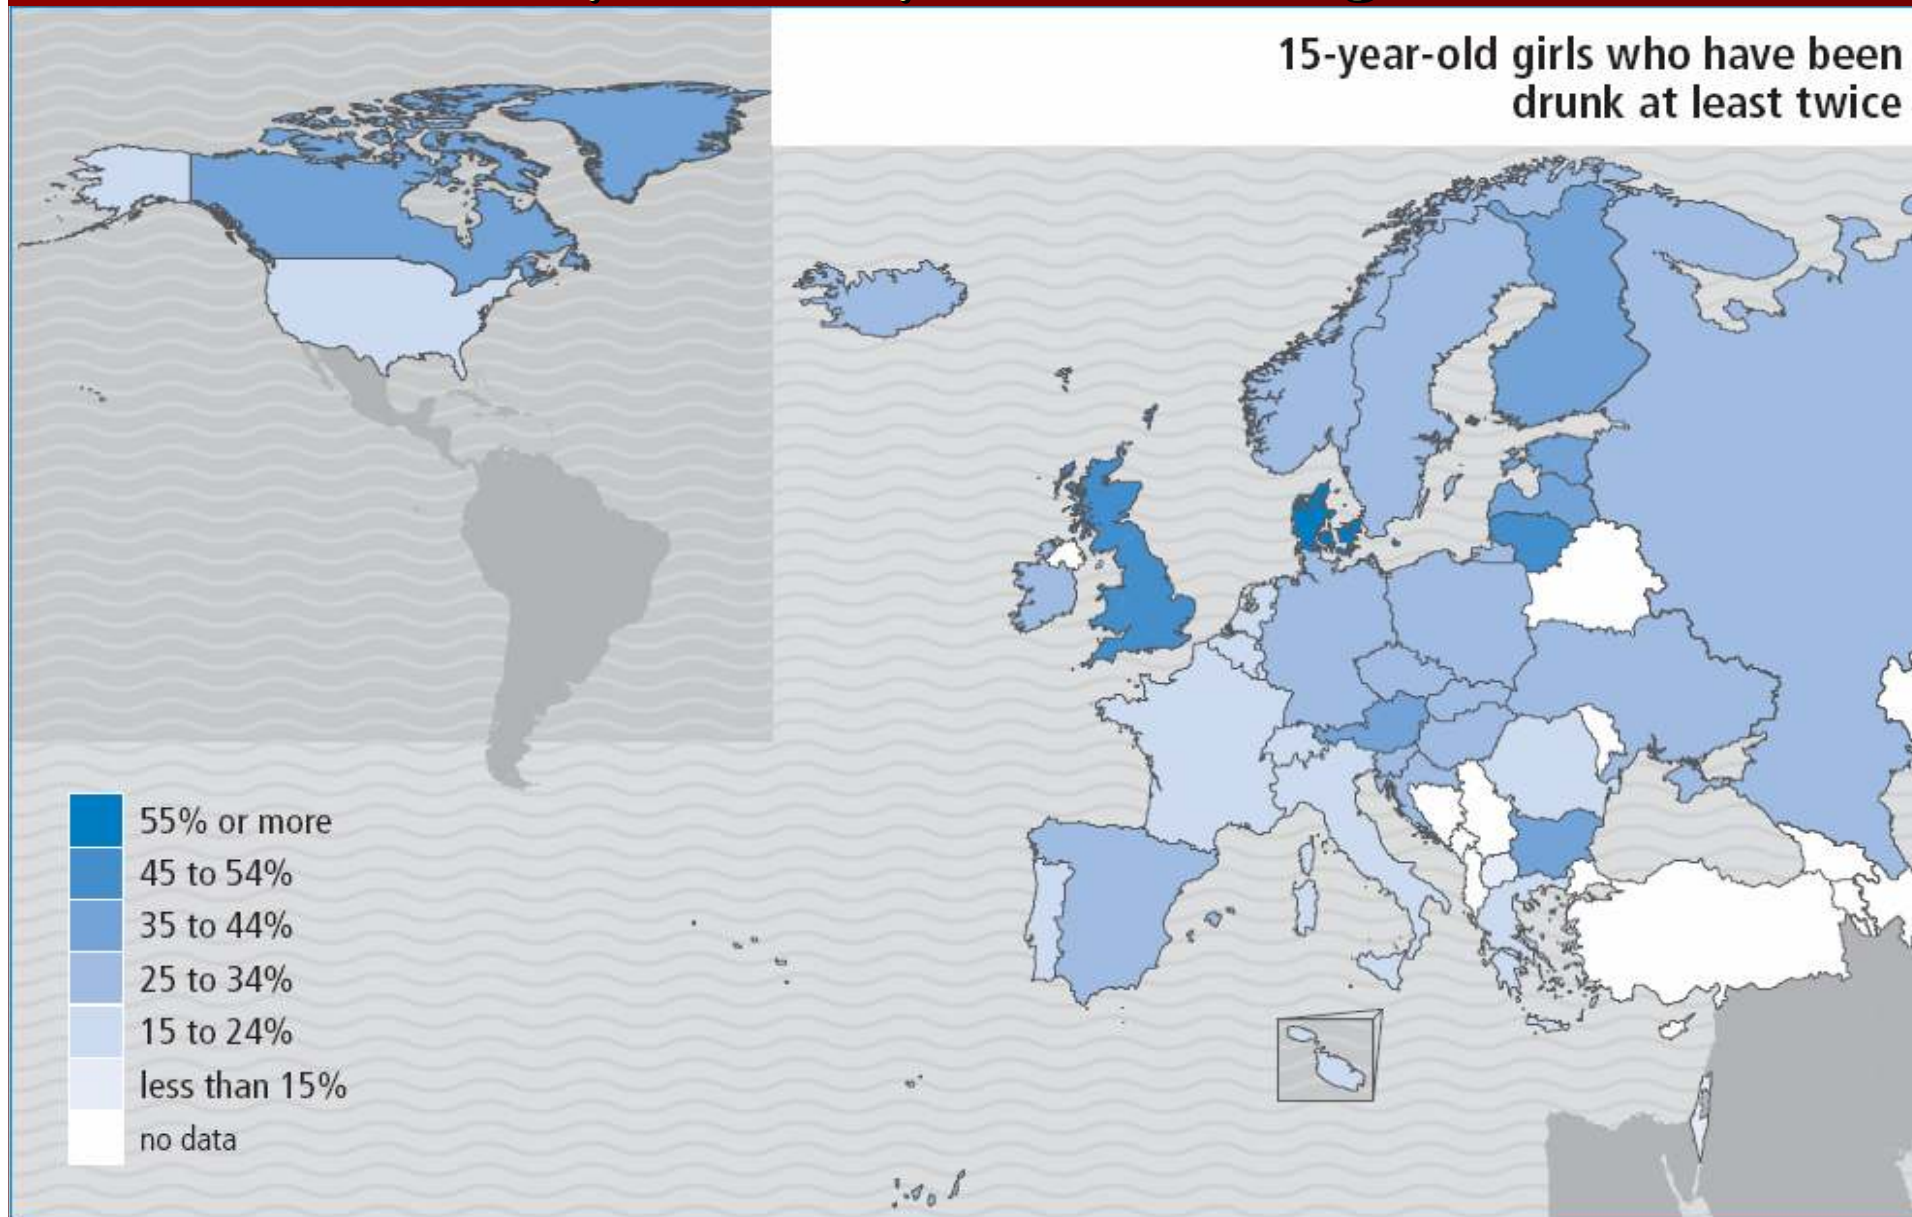 15-year-old girls who have been
drunk at least twice
55% or more
45 to 54%
35 to 44%
25 to 34%
15 to 24%
less than 15%
no data